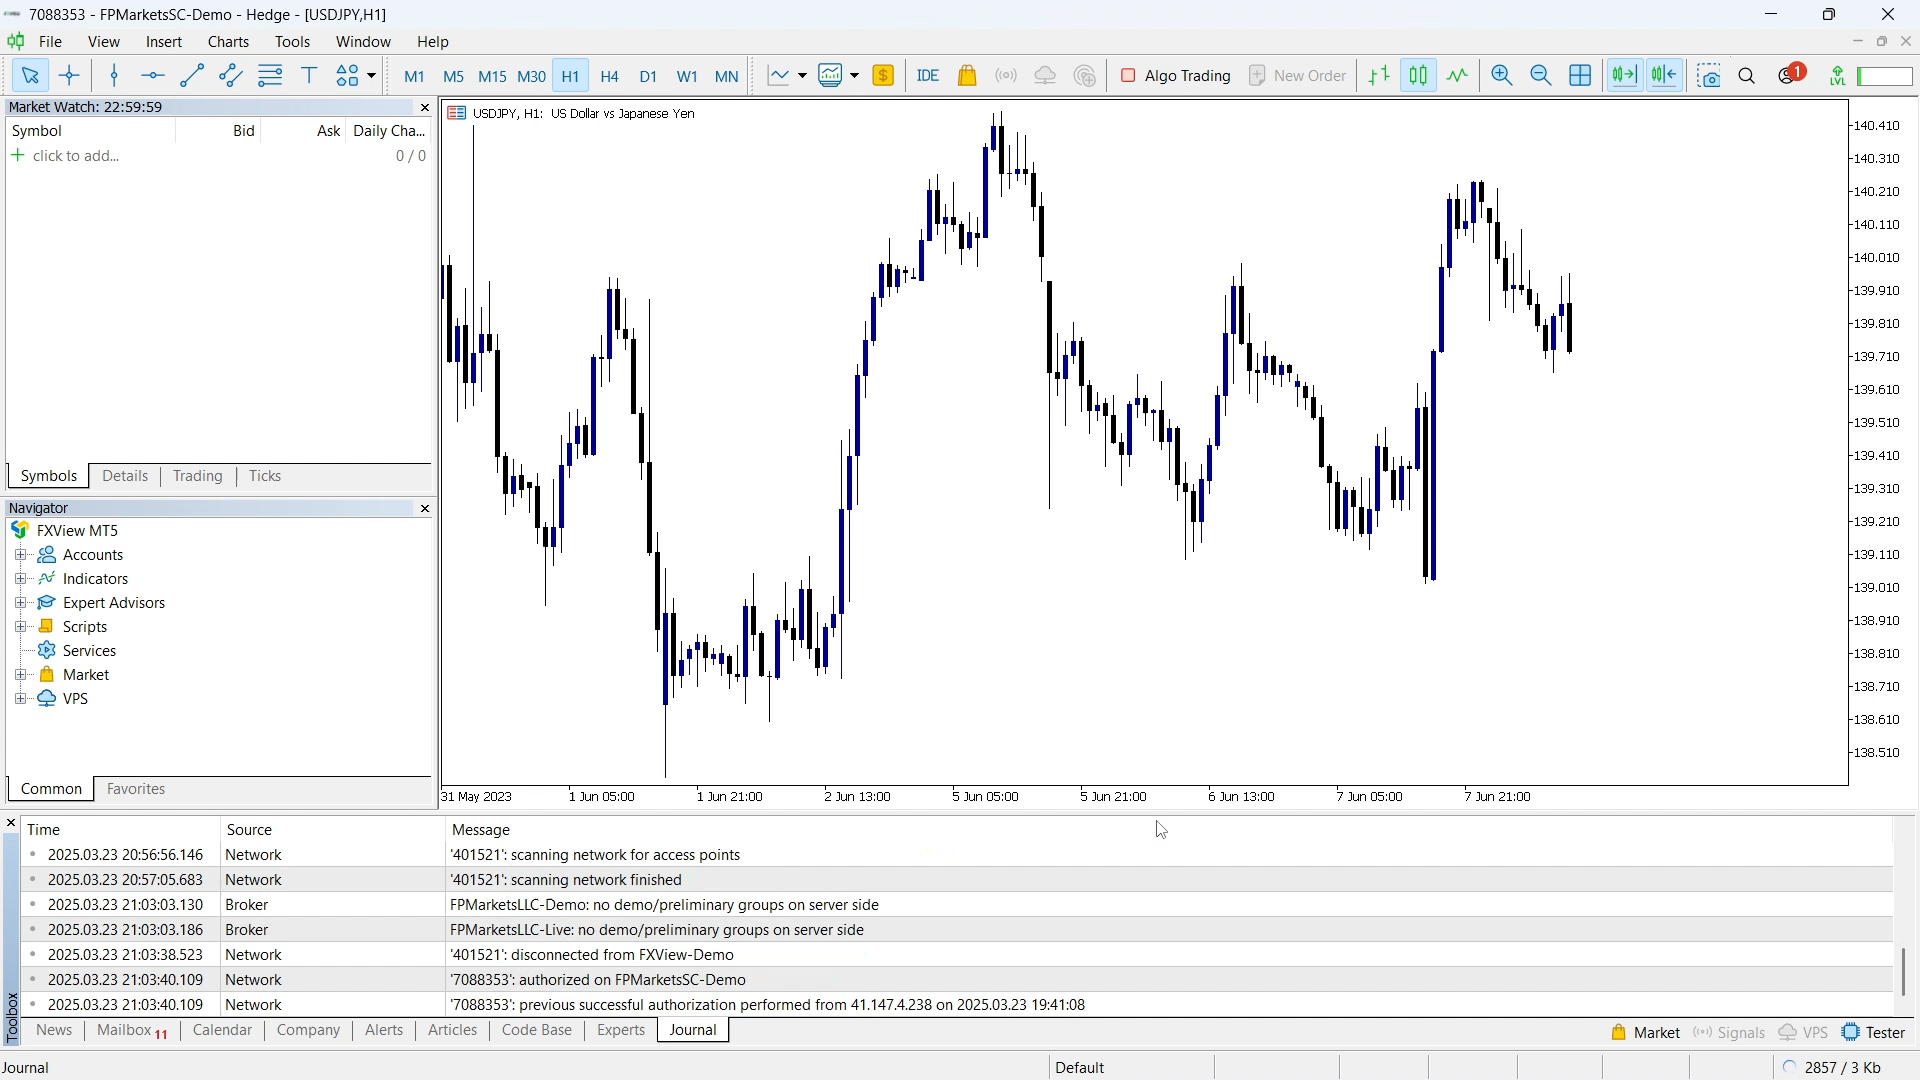 7088353 - FPMarketsSC-Demo - Hedge - [USDJPY,H1]
File View Insert Charts Tools Window Help
M1 M5 M15 M30 H1 H4 D1 W1 MN IDE Algo Trading New Order 1 LVL
Market Watch: 22:59:59
Symbol Bid Ask Daily Cha...
click to add... 0 / 0
Symbols Details Trading Ticks
Navigator
FXView MT5
Accounts
Indicators
Expert Advisors
Scripts
Services
Market
VPS
Common Favorites
USDJPY, H1: US Dollar vs Japanese Yen
140.410
140.310
140.210
140.110
140.010
139.910
139.810
139.710
139.610
139.510
139.410
139.310
139.210
139.110
139.010
138.910
138.810
138.710
138.610
138.510
31 May 2023 1 Jun 05:00 1 Jun 21:00 2 Jun 13:00 5 Jun 05:00 5 Jun 21:00 6 Jun 13:00 7 Jun 05:00 7 Jun 21:00
Toolbox
Time Source Message
2025.03.23 20:56:56.146 Network '401521': scanning network for access points
2025.03.23 20:57:05.683 Network '401521': scanning network finished
2025.03.23 21:03:03.130 Broker FPMarketsLLC-Demo: no demo/preliminary groups on server side
2025.03.23 21:03:03.186 Broker FPMarketsLLC-Live: no demo/preliminary groups on server side
2025.03.23 21:03:38.523 Network '401521': disconnected from FXView-Demo
2025.03.23 21:03:40.109 Network '7088353': authorized on FPMarketsSC-Demo
2025.03.23 21:03:40.109 Network '7088353': previous successful authorization performed from 41.147.4.238 on 2025.03.23 19:41:08
News Mailbox 11 Calendar Company Alerts Articles Code Base Experts Journal Market Signals VPS Tester
Journal Default 2857 / 3 Kb